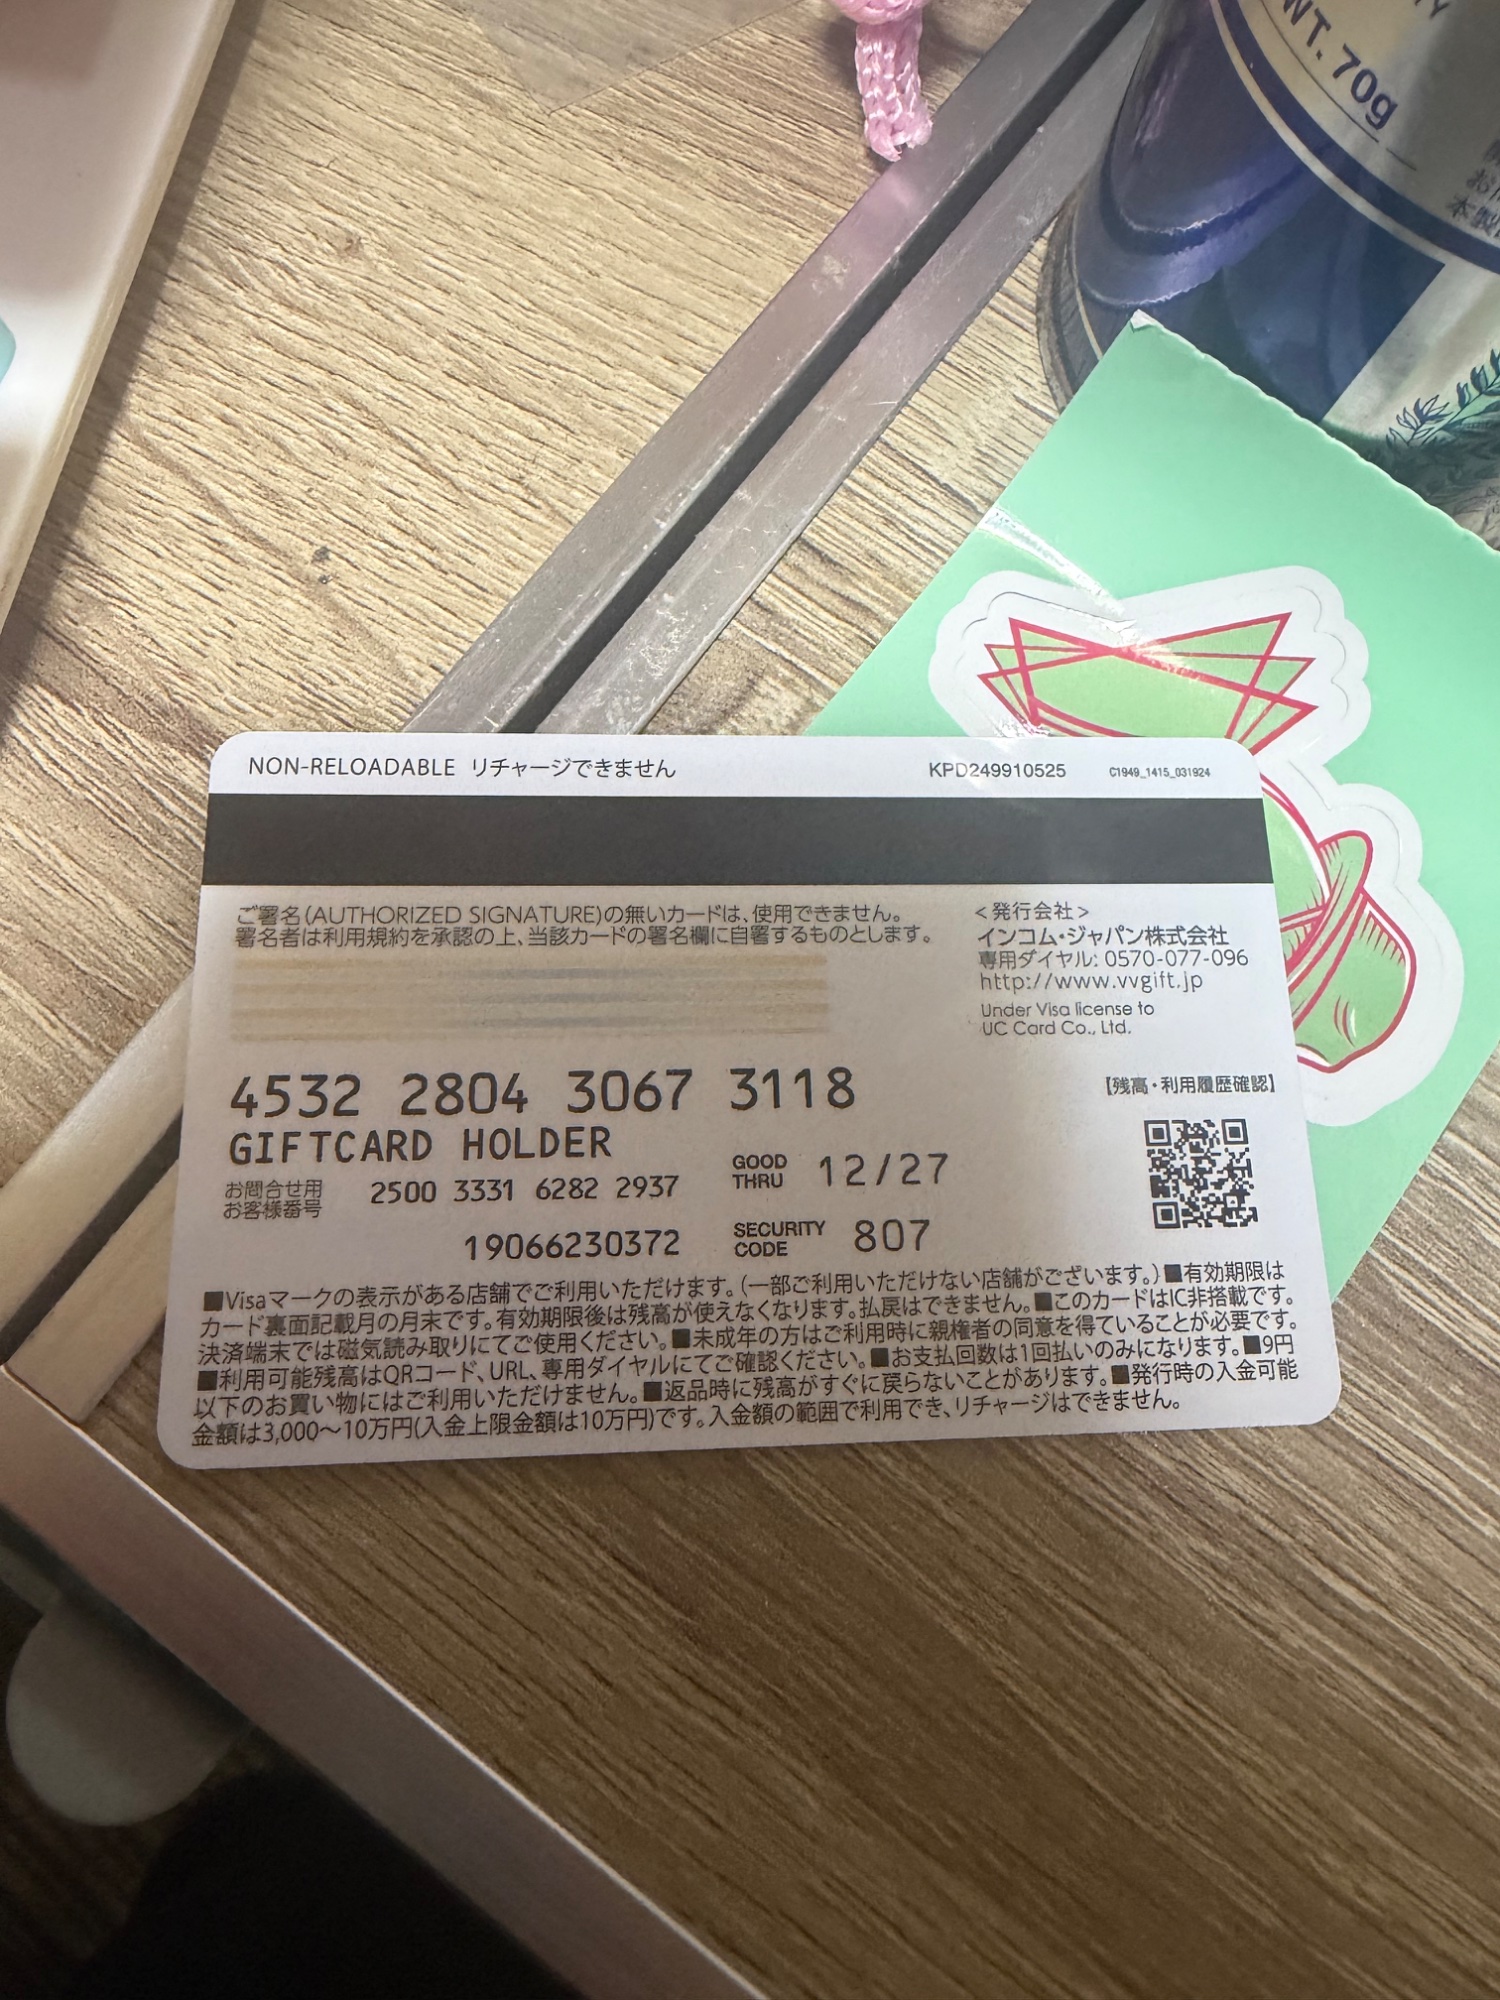 WT. 70g
NON-RELOADABLE リチャージできません
KPD249910525
C1949_1415_031924
ご署名(AUTHORIZED SIGNATURE)の無いカードは、使用できません。
署名者は利用規約を承認の上、当該カードの署名欄に自署するものとします。
<発行会社>
インコム・ジャパン株式会社
専用ダイヤル: 0570-077-096
http://www.vvgift.jp
Under Visa license to
UC Card Co., Ltd.
4532 2804 3067 3118
GIFTCARD HOLDER
【残高・利用履歴確認】
お問合せ用
お客様番号
2500 3331 6282 2937
GOOD
THRU
12/27
19066230372
SECURITY
CODE
807
■Visaマークの表示がある店舗でご利用いただけます。(一部ご利用いただけない店舗がございます。)■有効期限は
カード裏面記載月の月末です。有効期限後は残高が使えなくなります。払戻はできません。■このカードはIC非搭載です。
決済端末では磁気読み取りにてご使用ください。■未成年の方はご利用時に親権者の同意を得ていることが必要です。
■利用可能残高はQRコード、URL、専用ダイヤルにてご確認ください。■お支払回数は1回払いのみになります。■9円
以下のお買い物にはご利用いただけません。■返品時に残高がすぐに戻らないことがあります。■発行時の入金可能
金額は3,000～10万円(入金上限金額は10万円)です。入金額の範囲で利用でき、リチャージはできません。